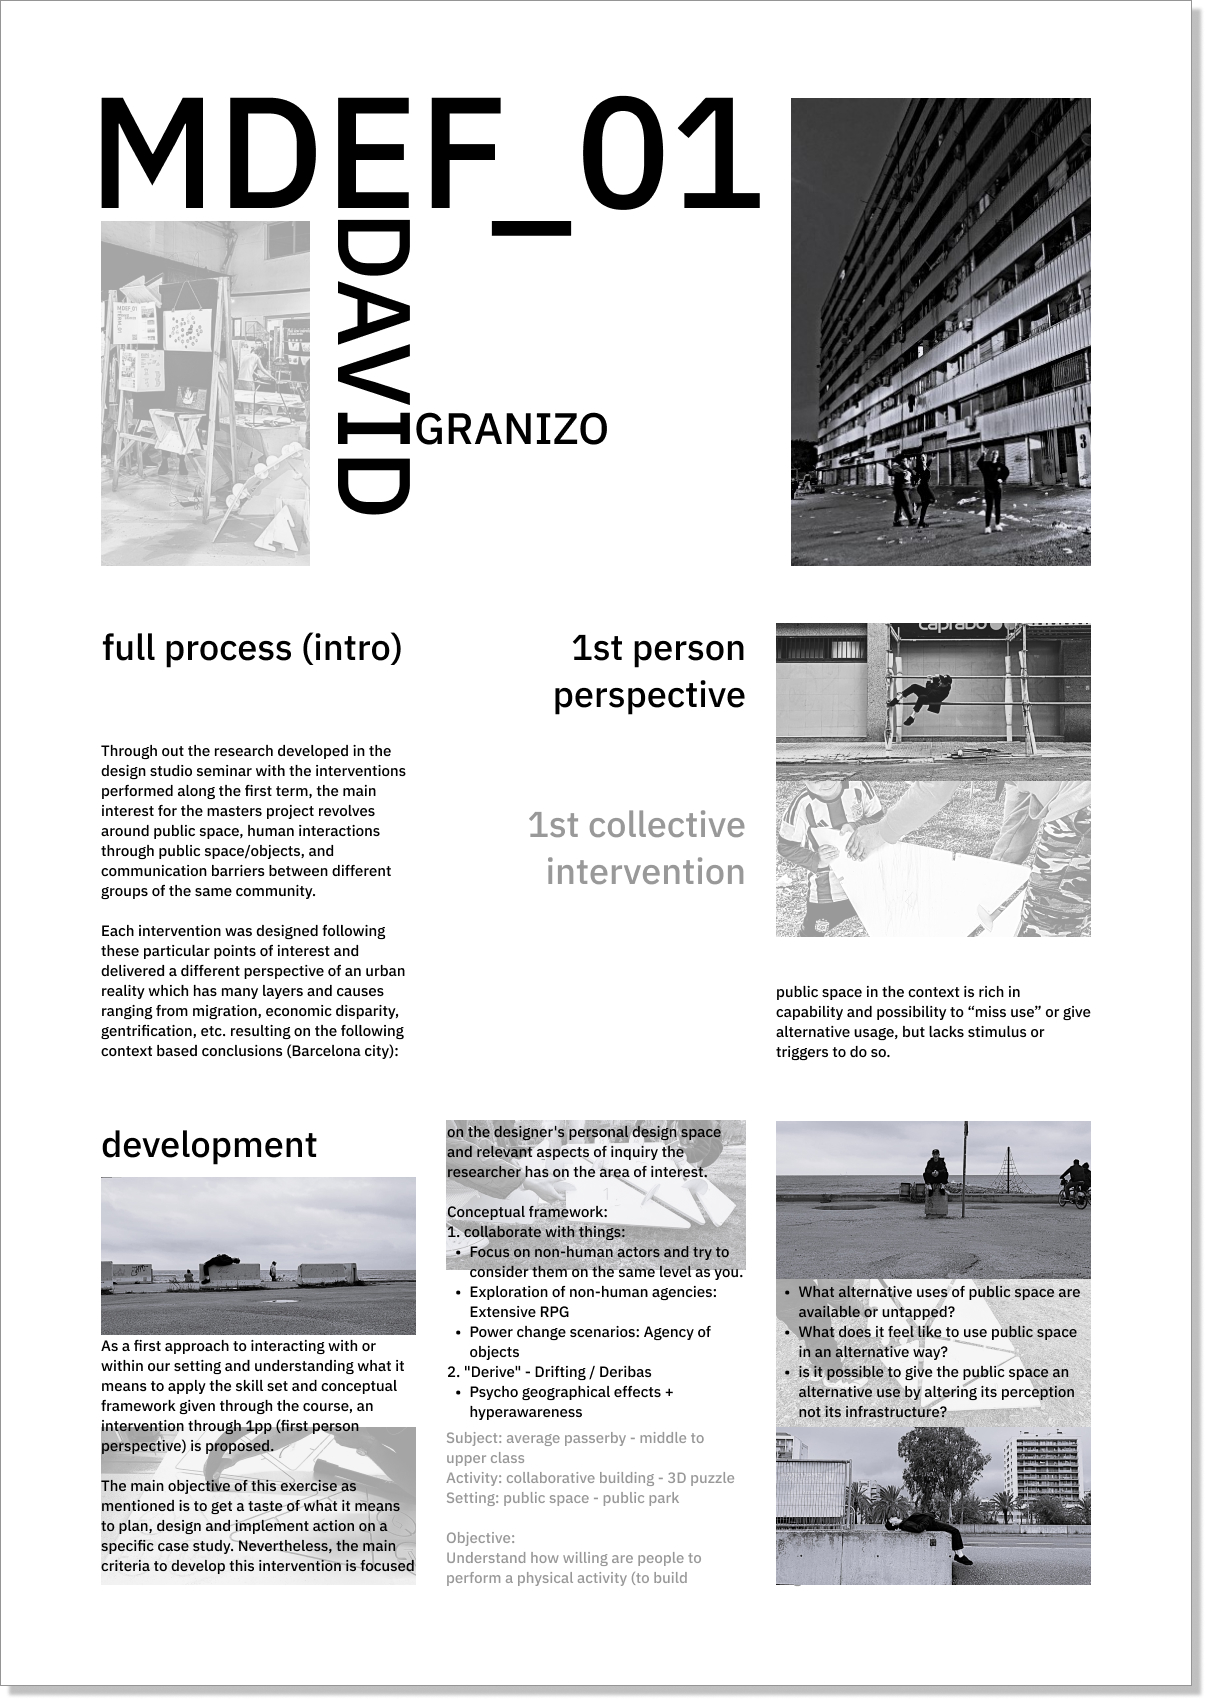 MDEF_01
DAVID
GRANIZO
3
full process (intro)
Through out the research developed in the
design studio seminar with the interventions
performed along the first term, the main
interest for the masters project revolves
around public space, human interactions
through public space/objects, and
communication barriers between different
groups of the same community.
Each intervention was designed following
these particular points of interest and
delivered a different perspective of an urban
reality which has many layers and causes
ranging from migration, economic disparity,
gentrification, etc. resulting on the following
context based conclusions (Barcelona city):
1st person
perspective
1st collective
intervention
caprabo
public space in the context is rich in
capability and possibility to “miss use” or give
alternative usage, but lacks stimulus or
triggers to do so.
development
As a first approach to interacting with or
within our setting and understanding what it
means to apply the skill set and conceptual
framework given through the course, an
intervention through 1pp (first person
perspective) is proposed.
The main objective of this exercise as
mentioned is to get a taste of what it means
to plan, design and implement action on a
specific case study. Nevertheless, the main
criteria to develop this intervention is focused
on the designer's personal design space
and relevant aspects of inquiry the
researcher has on the area of interest.
Conceptual framework:
1. collaborate with things:
• Focus on non-human actors and try to
consider them on the same level as you.
• Exploration of non-human agencies:
Extensive RPG
• Power change scenarios: Agency of
objects
2. "Derive" - Drifting / Deribas
• Psycho geographical effects +
hyperawareness
Subject: average passerby - middle to
upper class
Activity: collaborative building - 3D puzzle
Setting: public space - public park
Objective:
Understand how willing are people to
perform a physical activity (to build
• What alternative uses of public space are
available or untapped?
• What does it feel like to use public space
in an alternative way?
• is it possible to give the public space an
alternative use by altering its perception
not its infrastructure?